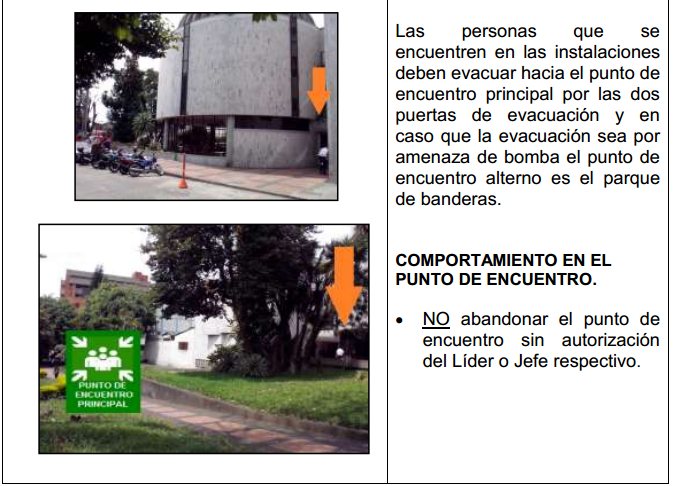 Las personas que se
encuentren en las instalaciones
deben evacuar hacia el punto de
encuentro principal por las dos
puertas de evacuación y en
caso que la evacuación sea por
amenaza de bomba el punto de
encuentro alterno es el parque
de banderas.
COMPORTAMIENTO EN EL
PUNTO DE ENCUENTRO.
• NO abandonar el punto de
encuentro sin autorización
del Líder o Jefe respectivo.
PUNTO DE
ENCUENTRO
PRINCIPAL